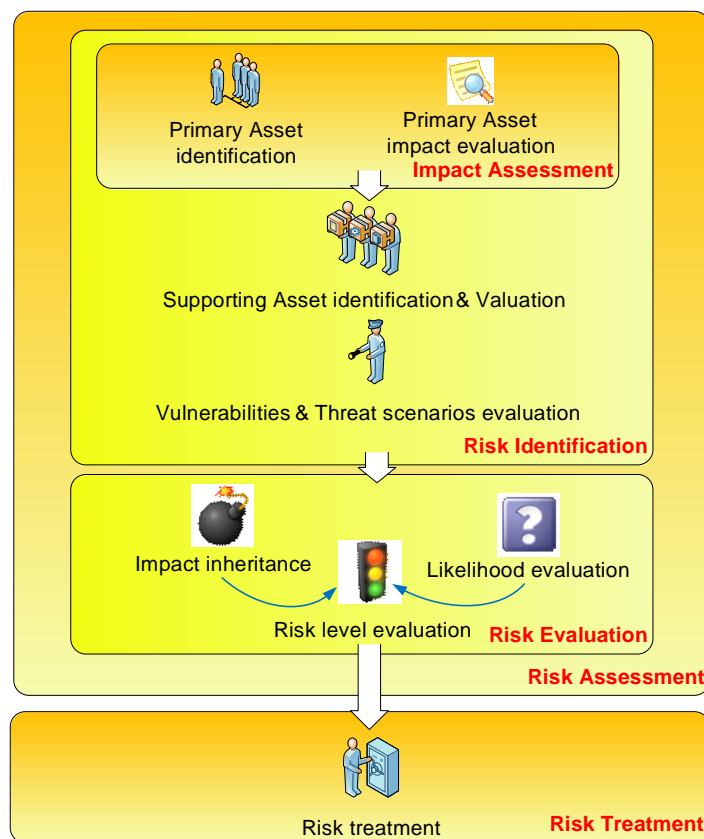 Primary Asset
identification
Primary Asset
impact evaluation
Impact Assessment
Supporting Asset identification & Valuation
Vulnerabilities & Threat scenarios evaluation
Risk Identification
Impact inheritance
Likelihood evaluation
Risk level evaluation
Risk Evaluation
Risk Assessment
Risk treatment
Risk Treatment